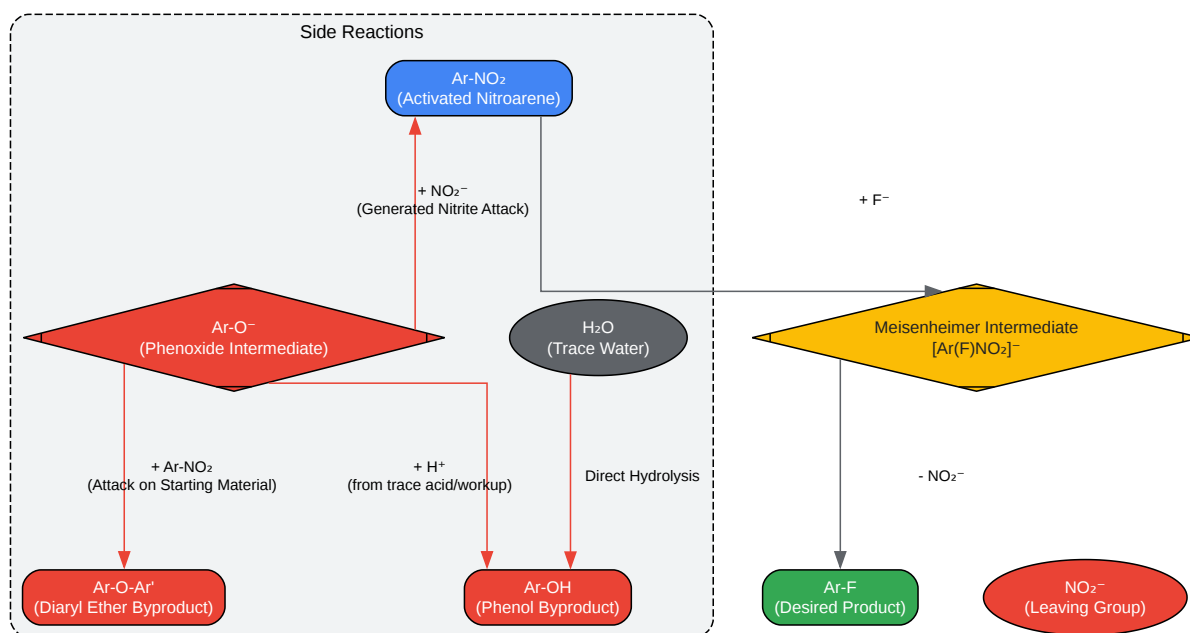 Side Reactions
Ar-NO₂
(Activated Nitroarene)
+ NO₂⁻
(Generated Nitrite Attack)
+ F⁻
Ar-O⁻
(Phenoxide Intermediate)
H₂O
(Trace Water)
Meisenheimer Intermediate
[Ar(F)NO₂]⁻
+ Ar-NO₂
(Attack on Starting Material)
+ H⁺
(from trace acid/workup)
Direct Hydrolysis
- NO₂⁻
Ar-O-Ar'
(Diaryl Ether Byproduct)
Ar-OH
(Phenol Byproduct)
Ar-F
(Desired Product)
NO₂⁻
(Leaving Group)